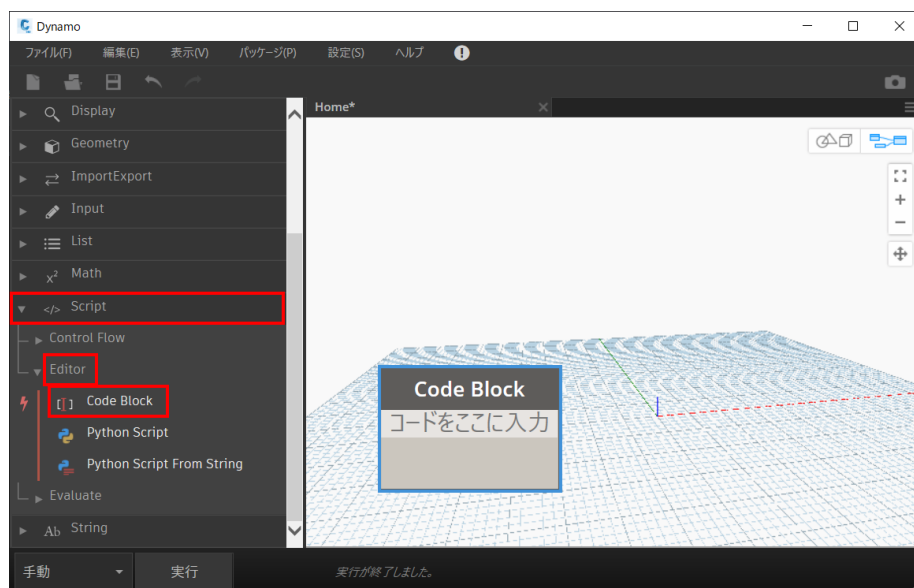 Dynamo
ファイル(F) 編集(E) 表示(V) パッケージ(P) 設定(S) ヘルプ
Home*
Display
Geometry
ImportExport
Input
List
Math
Script
Control Flow
Editor
Code Block
Python Script
Python Script From String
Evaluate
Ab String
Code Block
コードをここに入力
手動 実行 実行が終了しました。